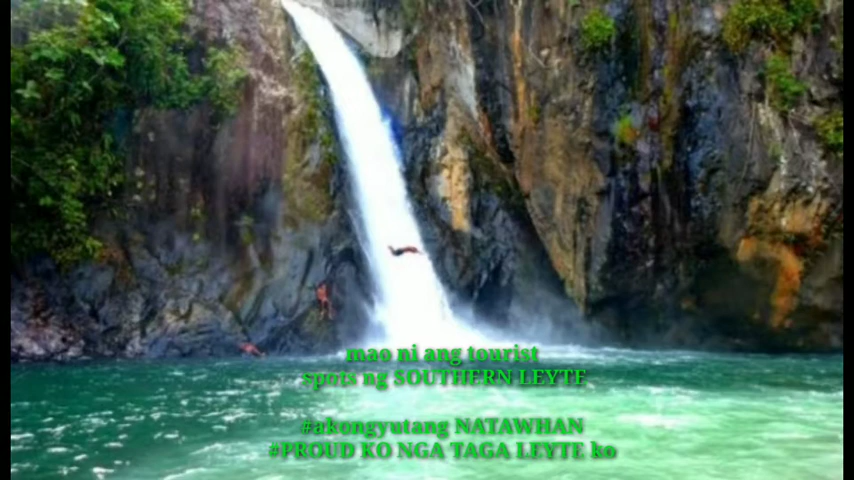 mao ni ang tourist
spots ng SOUTHERN LEYTE
#akongyutang NATAWHAN
#PROUD KO NGA TAGA LEYTE ko